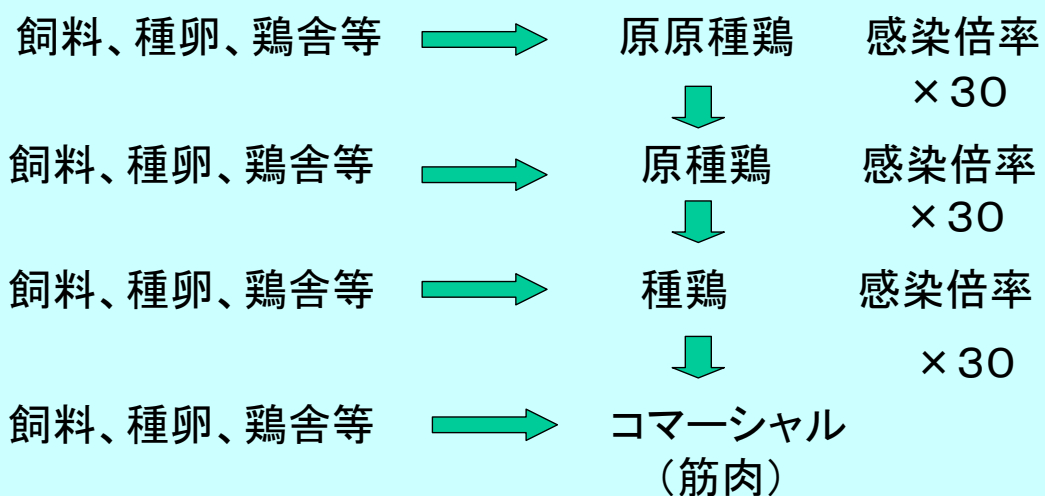 飼料、種卵、鶏舎等 原原種鶏 感染倍率
×30
飼料、種卵、鶏舎等 原種鶏 感染倍率
×30
飼料、種卵、鶏舎等 種鶏 感染倍率
×30
飼料、種卵、鶏舎等 コマーシャル
（筋肉）